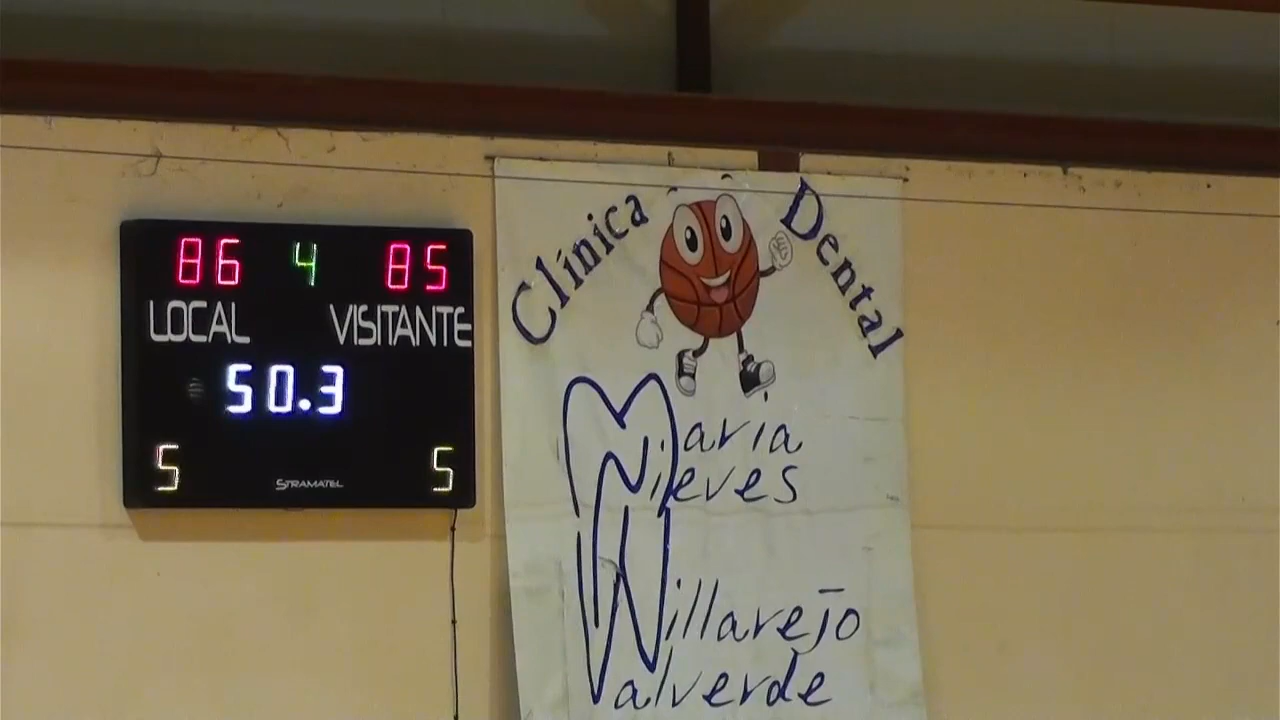 86 4 85
LOCAL VISITANTE
50.3
5 5
STRAMATEL
Clínica Dental
Maria
Nieves
Villarejo
Valverde